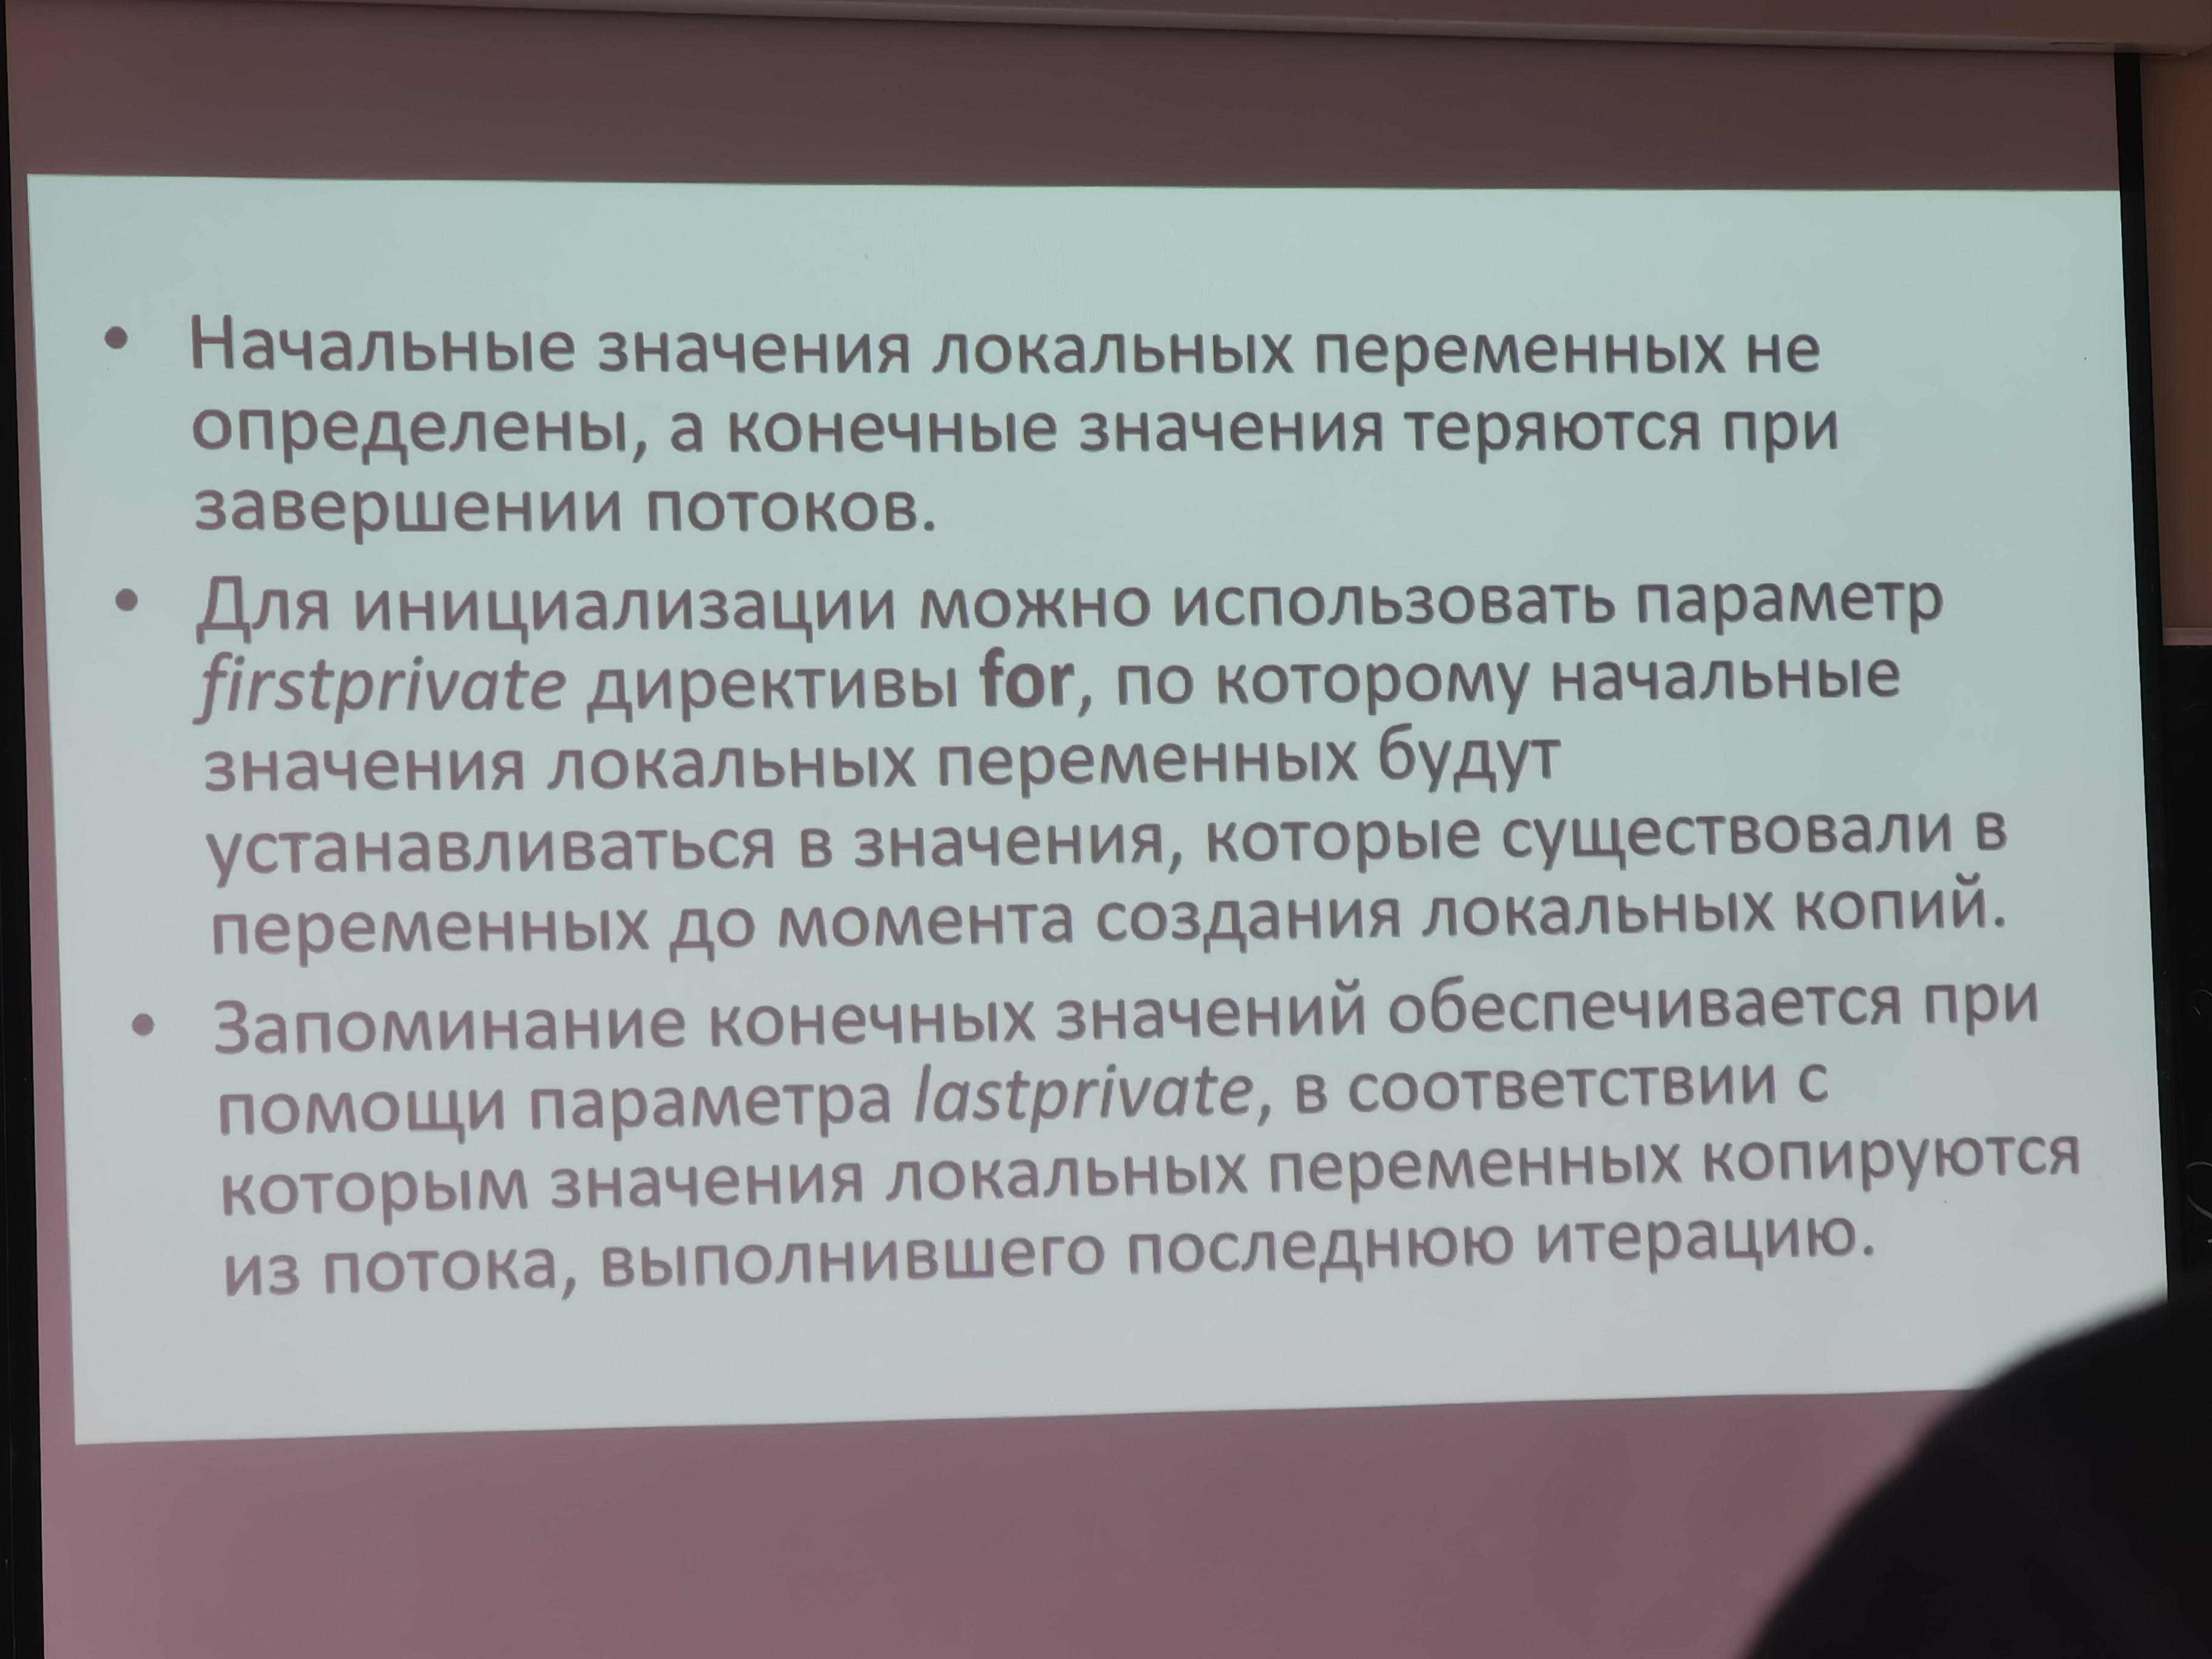 • Начальные значения локальных переменных не
определены, а конечные значения теряются при
завершении потоков.
• Для инициализации можно использовать параметр
firstprivate директивы for, по которому начальные
значения локальных переменных будут
устанавливаться в значения, которые существовали в
переменных до момента создания локальных копий.
• Запоминание конечных значений обеспечивается при
помощи параметра lastprivate, в соответствии с
которым значения локальных переменных копируются
из потока, выполнившего последнюю итерацию.